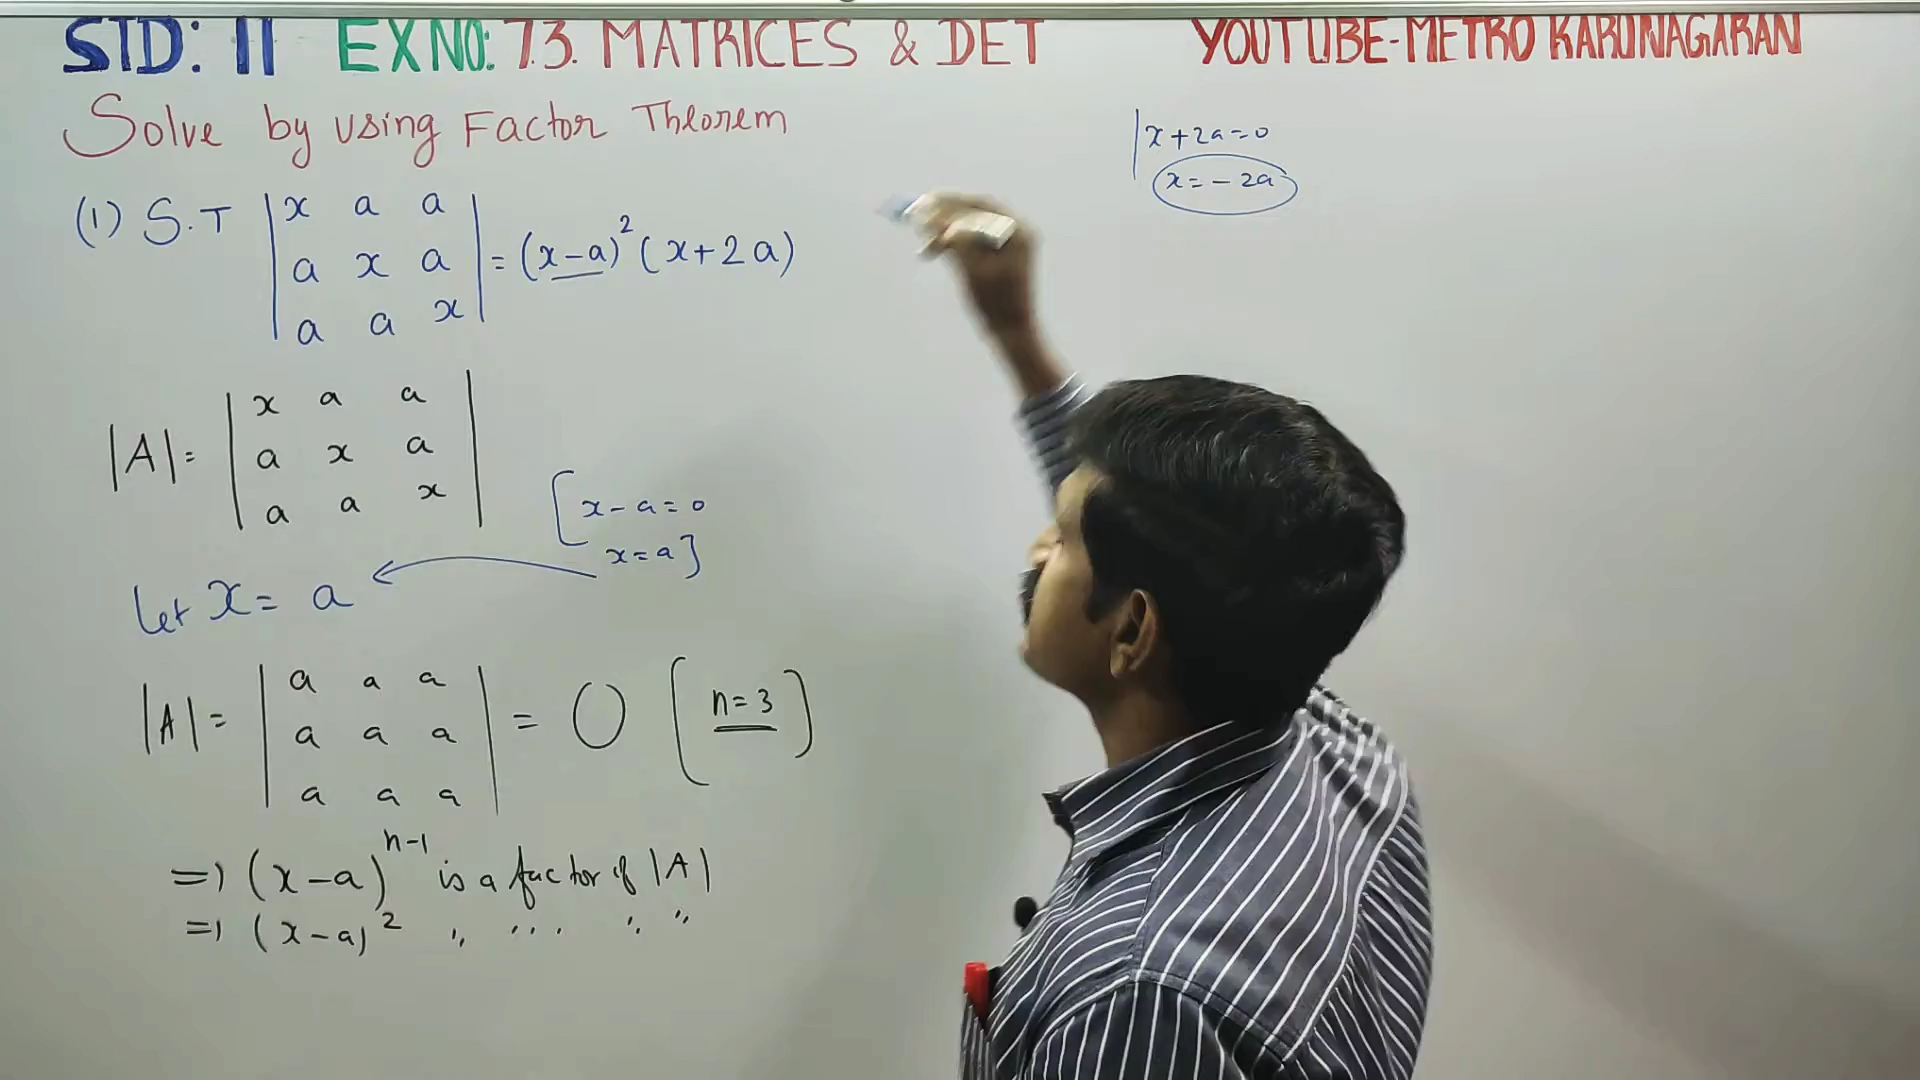 STD: 11 EX NO: 7.3. MATRICES & DET YOUTUBE-METRO KARUNAGARAN
Solve by using Factor Theorem
(1) S.T | x a a |
| a x a | = (x-a)² (x+2a)
| a a x |
|x+2a=0
x=-2a
| x a a |
|A|= | a x a |
| a a x |
[x-a=0
x=a]
Let x= a
| a a a |
|A|= | a a a | = 0 [n=3]
| a a a |
=) (x-a)ⁿ⁻¹ is a factor of |A|
=) (x-a)² ,, ,,, ,, ,,